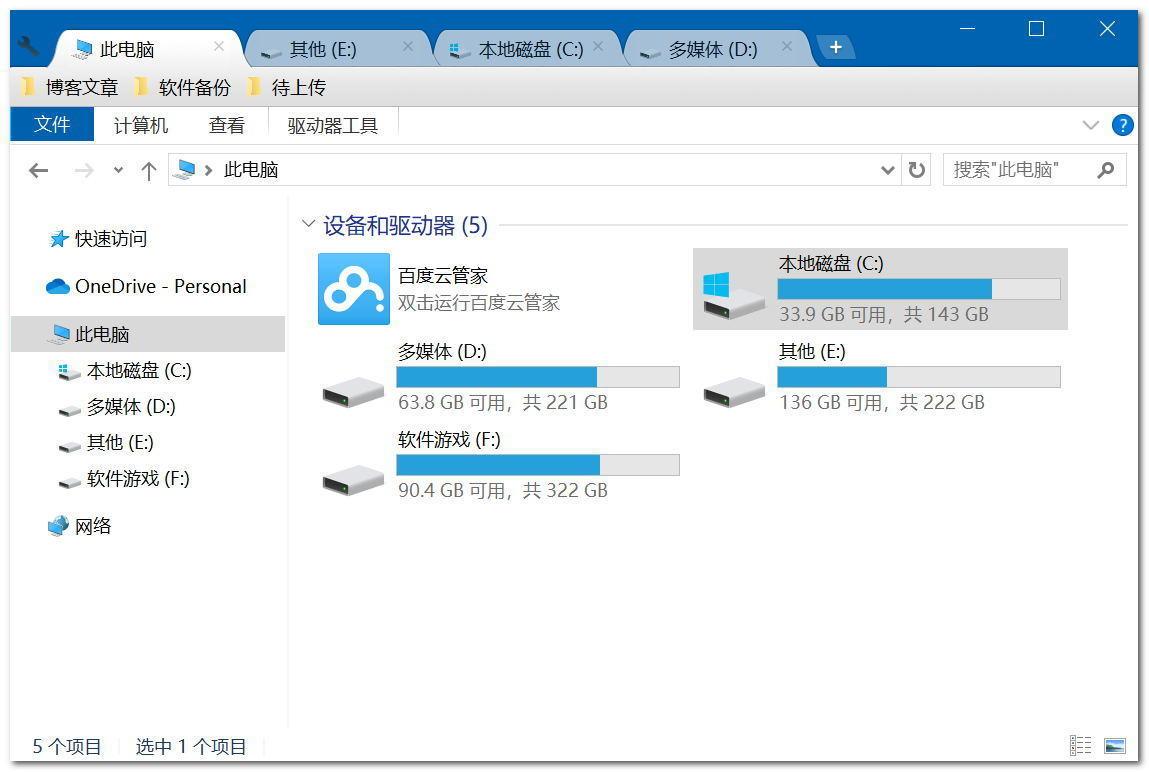 此电脑 其他 (E:) 本地磁盘 (C:) 多媒体 (D:)
博客文章 软件备份 待上传
文件 计算机 查看 驱动器工具
此电脑 搜索"此电脑"
快速访问
OneDrive - Personal
此电脑
本地磁盘 (C:)
多媒体 (D:)
其他 (E:)
软件游戏 (F:)
网络
设备和驱动器 (5)
百度云管家
双击运行百度云管家
本地磁盘 (C:)
33.9 GB 可用，共 143 GB
多媒体 (D:)
63.8 GB 可用，共 221 GB
其他 (E:)
136 GB 可用，共 222 GB
软件游戏 (F:)
90.4 GB 可用，共 322 GB
5 个项目 选中 1 个项目